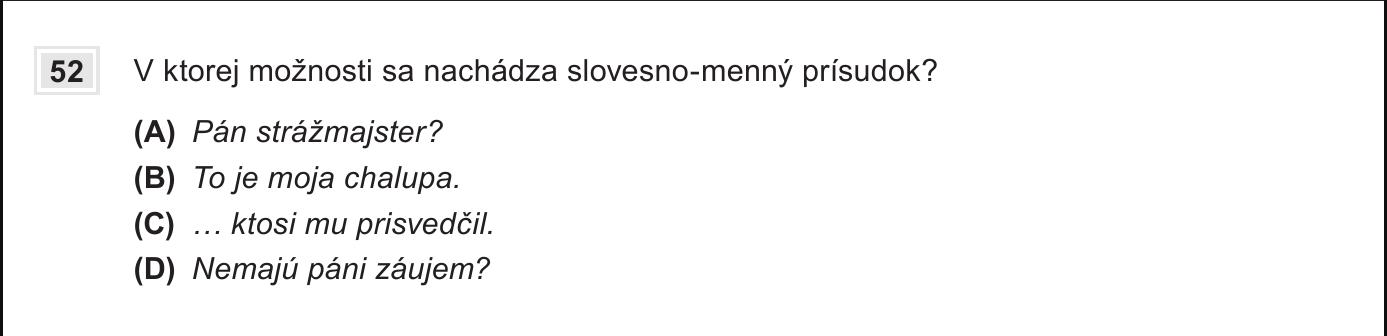 52 V ktorej možnosti sa nachádza slovesno-menný prísudok?
(A) Pán strážmajster?
(B) To je moja chalupa.
(C) … ktosi mu prisvedčil.
(D) Nemajú páni záujem?